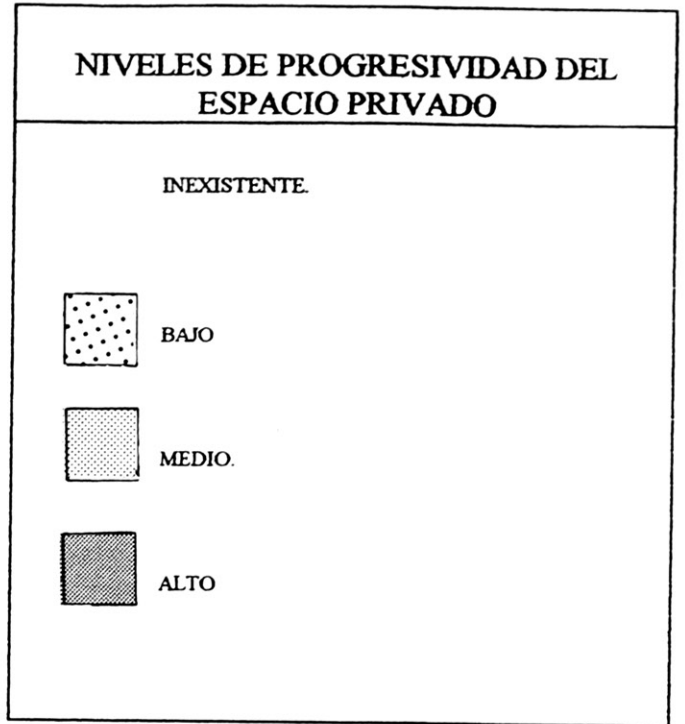 NIVELES DE PROGRESIVIDAD DEL
ESPACIO PRIVADO
INEXISTENTE.
BAJO
MEDIO.
ALTO